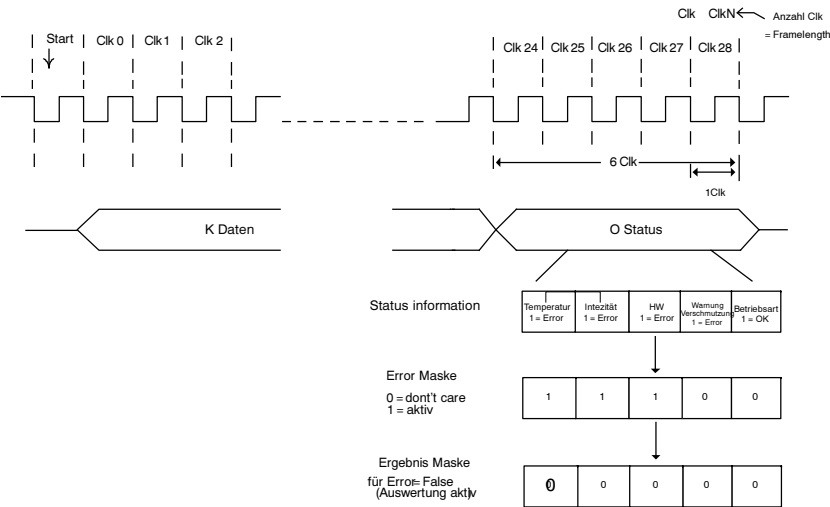 Clk ClkN Anzahl Clk
= Framelength
Start Clk 0 Clk 1 Clk 2
Clk 24 Clk 25 Clk 26 Clk 27 Clk 28
6 Clk
1Clk
K Daten
O Status
Status information
Temperatur
1 = Error
Intezität
1 = Error
HW
1 = Error
Warnung
Verschmutzung
1 = Error
Betriebsart
1 = OK
Error Maske
0 = dont't care
1 = aktiv
1 1 1 0 0
Ergebnis Maske
für Error= False
(Auswertung aktiv
0 0 0 0 0